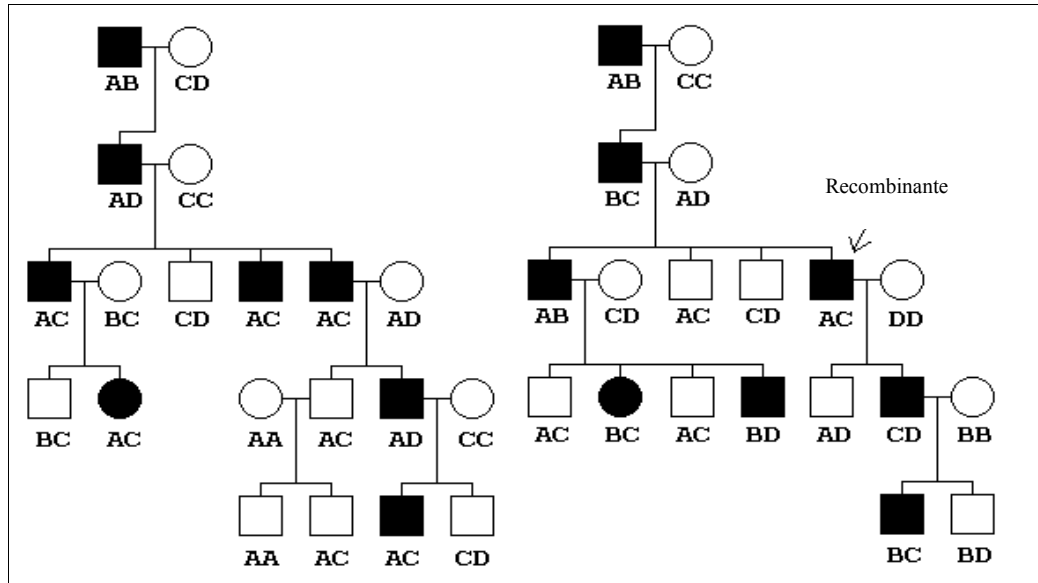 AB CD AB CC
AD CC BC AD
Recombinante
AC BC CD AC AC AD AB CD AC CD AC DD
BC AC AA AC AD CC AC BC AC BD AD CD BB
AA AC AC CD BC BD